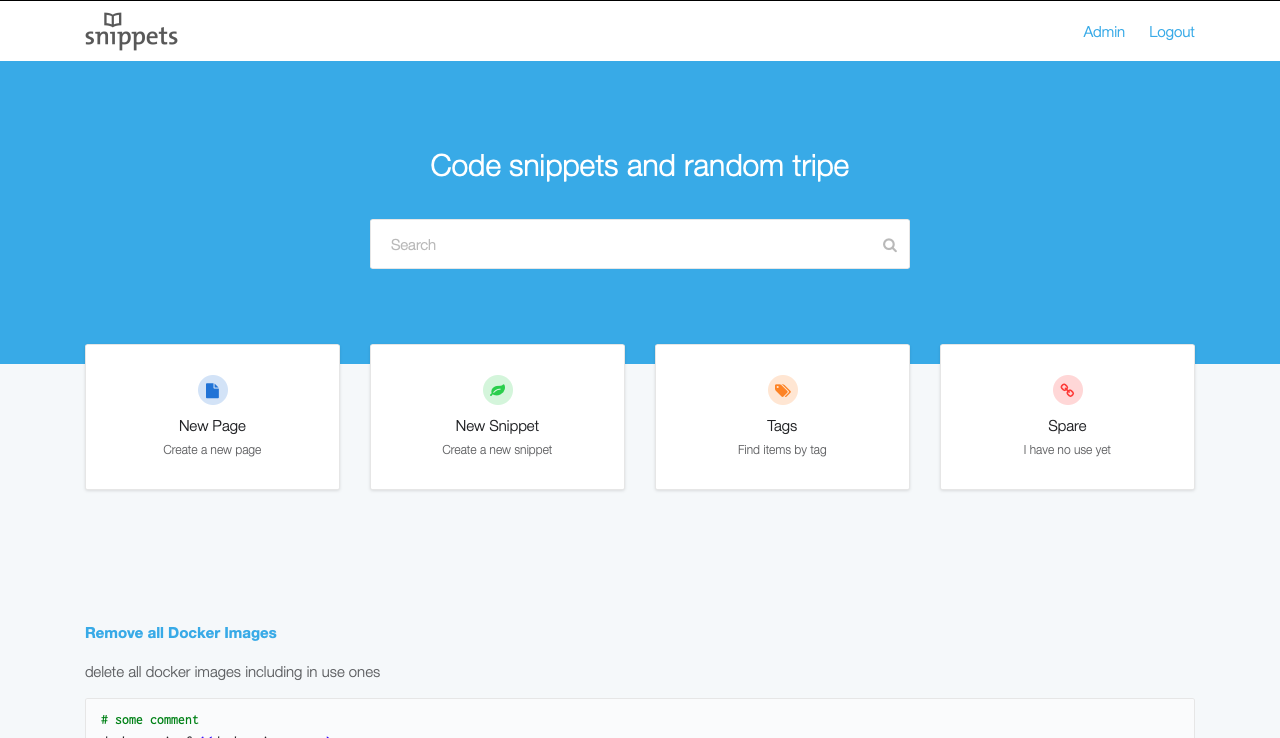 snippets
Admin
Logout
Code snippets and random tripe
Search
New Page
Create a new page
New Snippet
Create a new snippet
Tags
Find items by tag
Spare
I have no use yet
Remove all Docker Images
delete all docker images including in use ones
# some comment